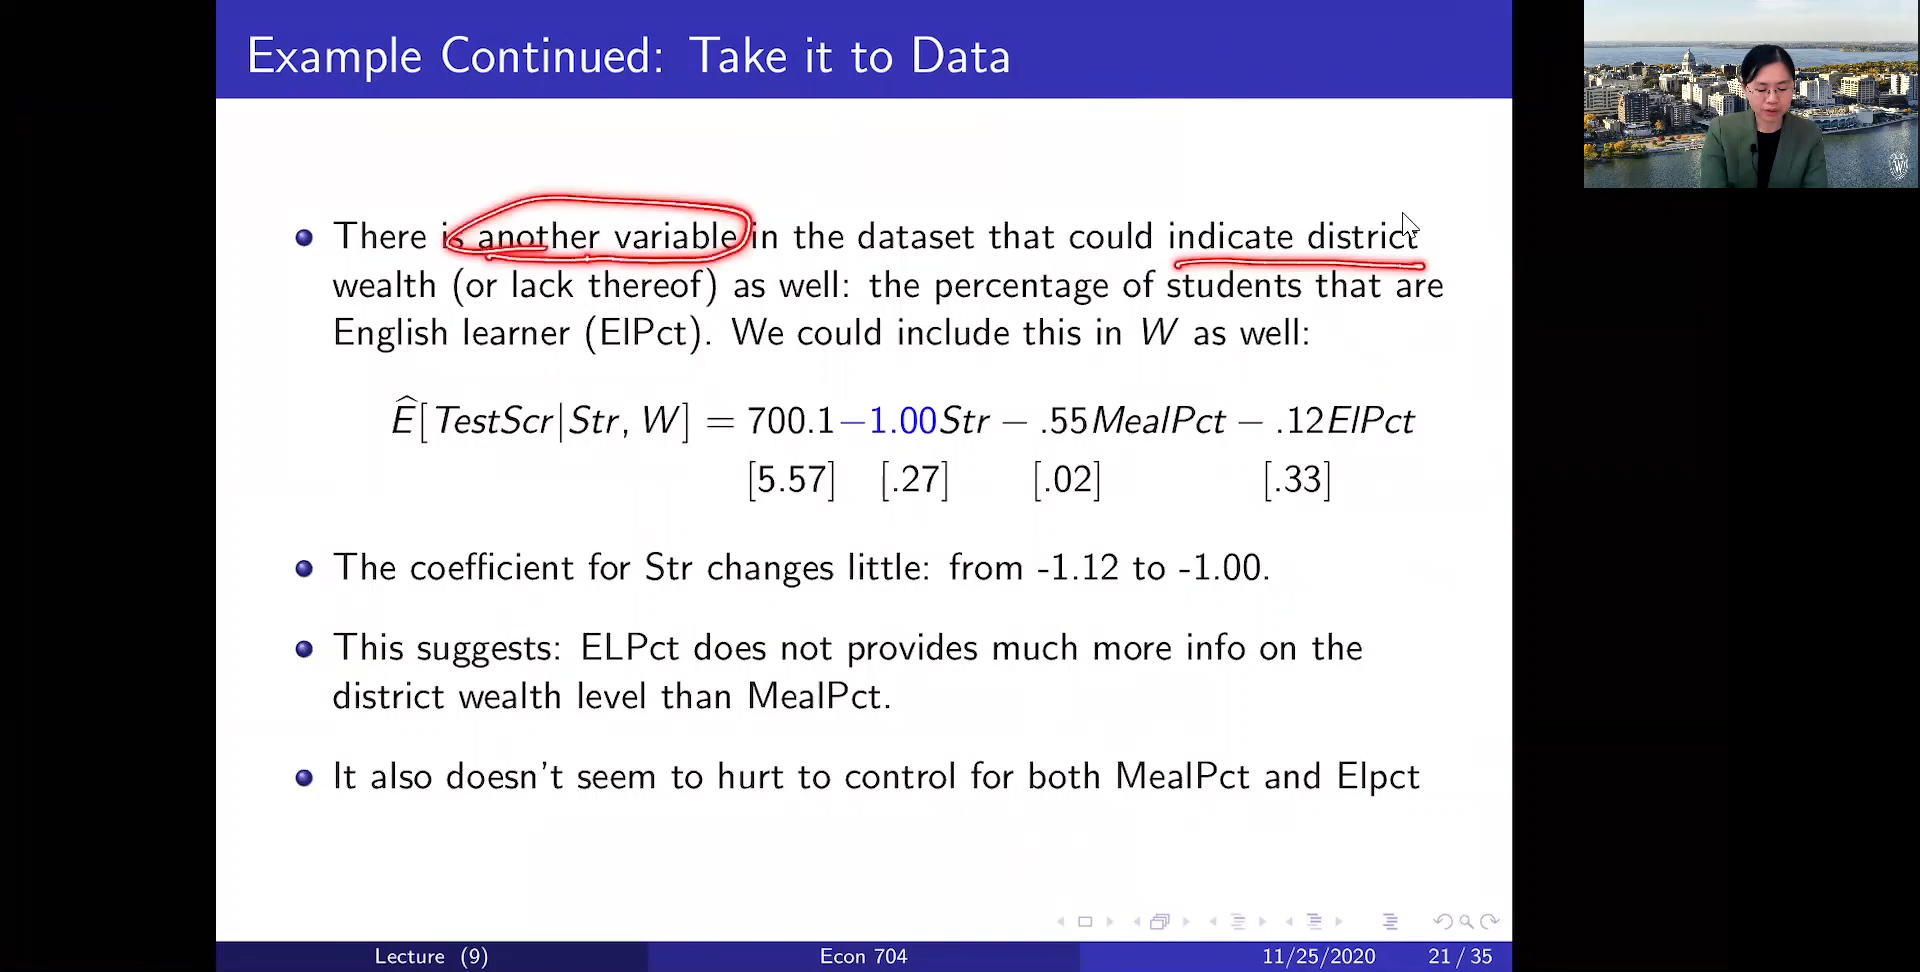 Example Continued: Take it to Data
There is another variable in the dataset that could indicate district
wealth (or lack thereof) as well: the percentage of students that are
English learner (ElPct). We could include this in W as well:
Ê[TestScr|Str, W] = 700.1−1.00Str − .55MealPct − .12ElPct
[5.57] [.27] [.02] [.33]
The coefficient for Str changes little: from -1.12 to -1.00.
This suggests: ELPct does not provides much more info on the
district wealth level than MealPct.
It also doesn't seem to hurt to control for both MealPct and Elpct
Lecture (9) Econ 704 11/25/2020 21 / 35
W